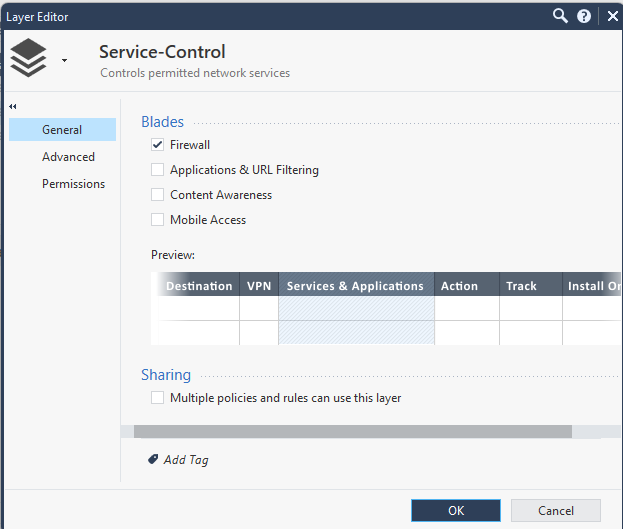 Layer Editor
Service-Control
Controls permitted network services
General
Advanced
Permissions
Blades
Firewall
Applications & URL Filtering
Content Awareness
Mobile Access
Preview:
Destination VPN Services & Applications Action Track Install On
Sharing
Multiple policies and rules can use this layer
Add Tag
OK Cancel